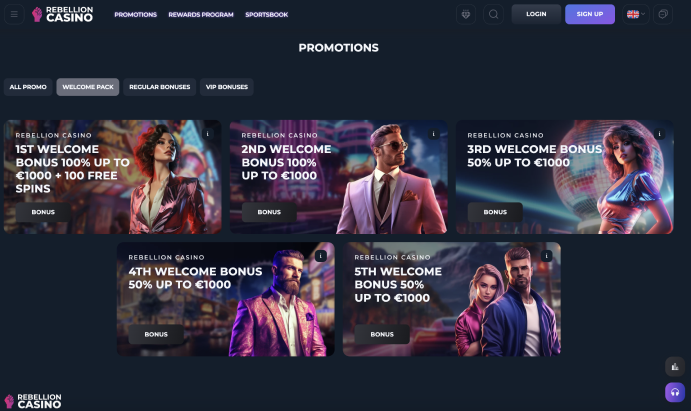 REBELLION
CASINO
PROMOTIONS
REWARDS PROGRAM
SPORTSBOOK
LOGIN
SIGN UP
PROMOTIONS
ALL PROMO
WELCOME PACK
REGULAR BONUSES
VIP BONUSES
REBELLION CASINO
1ST WELCOME
BONUS 100% UP TO
€1000 + 100 FREE
SPINS
BONUS
i
REBELLION CASINO
2ND WELCOME
BONUS 100%
UP TO €1000
BONUS
i
REBELLION CASINO
3RD WELCOME BONUS
50% UP TO €1000
BONUS
i
REBELLION CASINO
4TH WELCOME BONUS
50% UP TO €1000
BONUS
i
REBELLION CASINO
5TH WELCOME
BONUS 50%
UP TO €1000
BONUS
i
REBELLION
CASINO